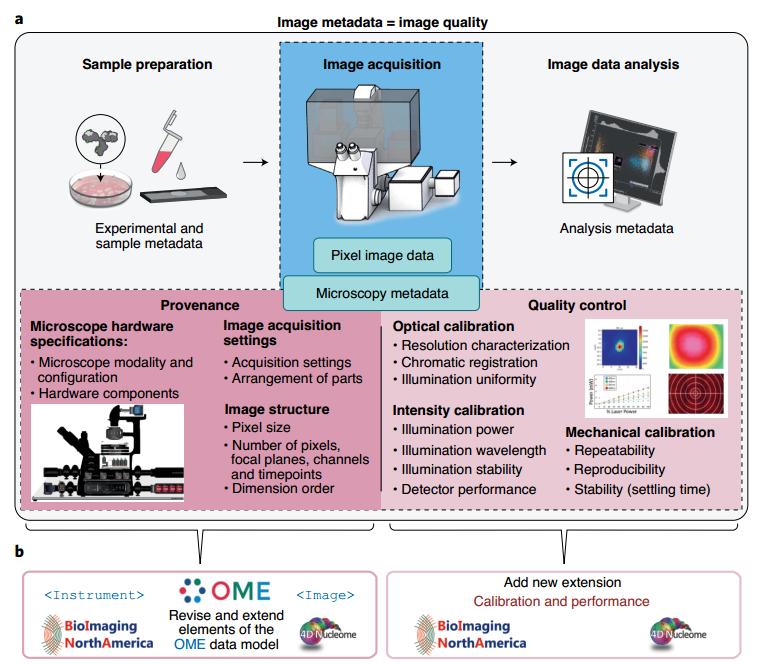 a
Image metadata = image quality
Sample preparation
Image acquisition
Image data analysis
Experimental and
sample metadata
Pixel image data
Analysis metadata
Microscopy metadata
Provenance
Microscope hardware
specifications:
• Microscope modality and
configuration
• Hardware components
Image acquisition
settings
• Acquisition settings
• Arrangement of parts
Image structure
• Pixel size
• Number of pixels,
focal planes, channels
and timepoints
• Dimension order
Quality control
Optical calibration
• Resolution characterization
• Chromatic registration
• Illumination uniformity
Intensity calibration
• Illumination power
• Illumination wavelength
• Illumination stability
• Detector performance
Power (mW)
% Laser Power
Mechanical calibration
• Repeatability
• Reproducibility
• Stability (settling time)
b
<Instrument>
OME
<Image>
Revise and extend
elements of the
OME data model
BioImaging
NorthAmerica
4D Nucleome
Add new extension
Calibration and performance
BioImaging
NorthAmerica
4D Nucleome